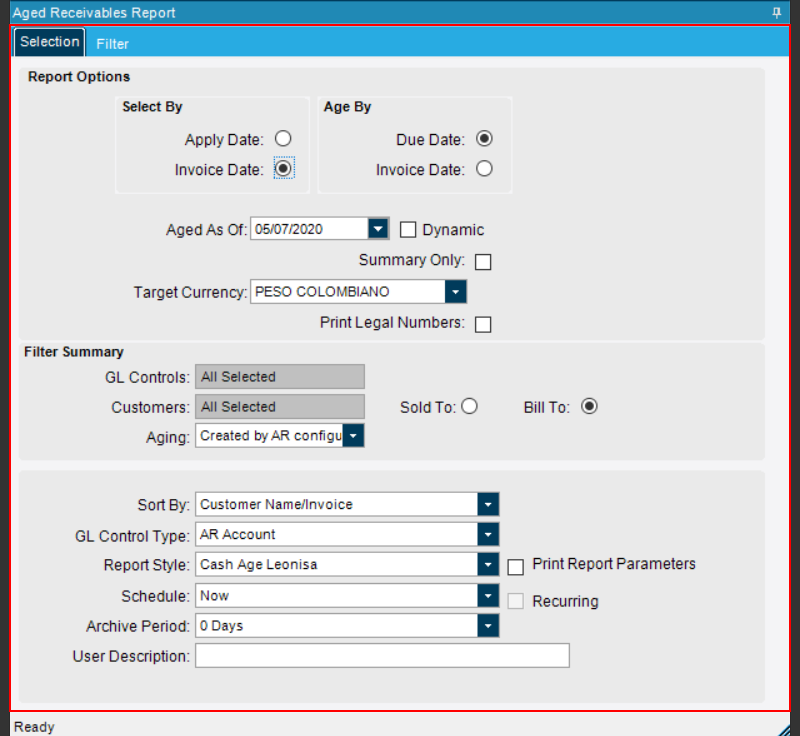 Aged Receivables Report
Selection Filter
Report Options
Select By Age By
Apply Date: Due Date:
Invoice Date: Invoice Date:
Aged As Of: 05/07/2020 Dynamic
Summary Only:
Target Currency: PESO COLOMBIANO
Print Legal Numbers:
Filter Summary
GL Controls: All Selected
Customers: All Selected Sold To: Bill To:
Aging: Created by AR configu
Sort By: Customer Name/Invoice
GL Control Type: AR Account
Report Style: Cash Age Leonisa Print Report Parameters
Schedule: Now Recurring
Archive Period: 0 Days
User Description:
Ready